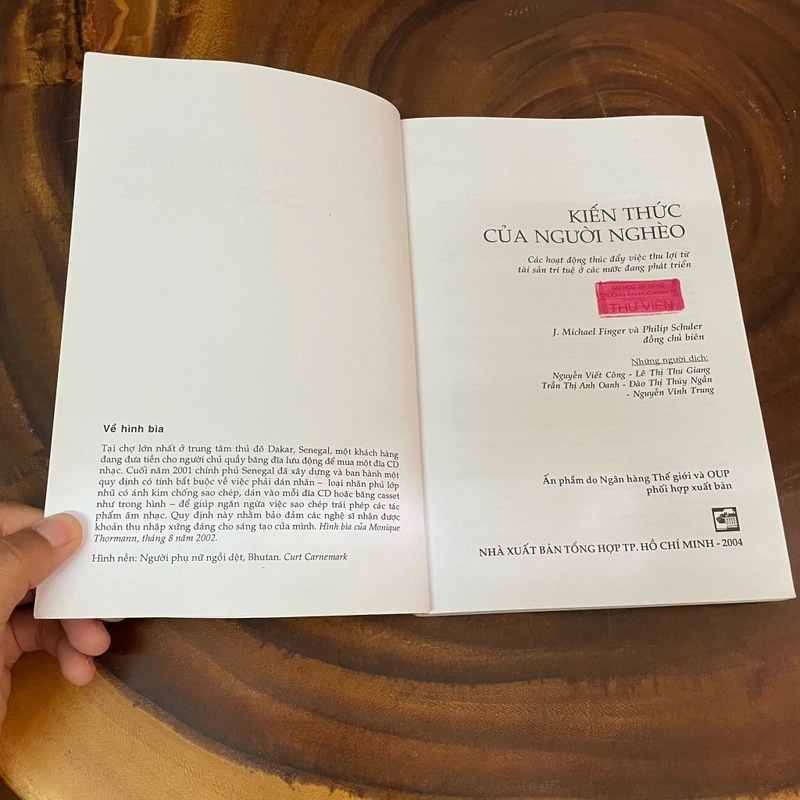 Về hình bìa
Tại chợ lớn nhất ở trung tâm thủ đô Dakar, Senegal, một khách hàng
đang đưa tiền cho người chủ quầy băng đĩa lưu động để mua một đĩa CD
nhạc. Cuối năm 2001 chính phủ Senegal đã xây dựng và ban hành một
quy định có tính bắt buộc về việc phải dán nhãn – loại nhãn phủ lớp
nhũ có ánh kim chống sao chép, dán vào mỗi đĩa CD hoặc băng casset
như trong hình – để giúp ngăn ngừa việc sao chép trái phép các tác
phẩm âm nhạc. Quy định này nhằm bảo đảm các nghệ sĩ nhận được
khoản thu nhập xứng đáng cho sáng tạo của mình. Hình bìa của Monique
Thormann, tháng 8 năm 2002.
Hình nền: Người phụ nữ ngồi dệt, Bhutan. Curt Carnemark
KIẾN THỨC
CỦA NGƯỜI NGHÈO
Các hoạt động thúc đẩy việc thu lợi từ
tài sản trí tuệ ở các nước đang phát triển
THƯ VIỆN
J. Michael Finger và Philip Schuler
đồng chủ biên
Những người dịch:
Nguyễn Viết Công - Lê Thị Thu Giang
Trần Thị Anh Oanh - Đào Thị Thúy Ngần
- Nguyễn Vinh Trung
Ấn phẩm do Ngân hàng Thế giới và OUP
phối hợp xuất bản
NHÀ XUẤT BẢN TỔNG HỢP TP. HỒ CHÍ MINH - 2004